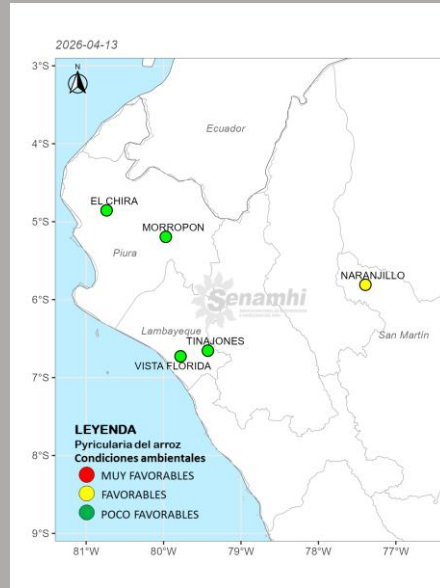 2026-04-13
3°S
N
4°S
Ecuador
EL CHIRA
5°S
MORROPON
Piura
NARANJILLO
6°S
Senamhi
Lambayeque
San Martín
TINAJONES
VISTA FLORIDA
7°S
LEYENDA
Pyricularia del arroz
Condiciones ambientales
8°S
MUY FAVORABLES
FAVORABLES
POCO FAVORABLES
9°S
81°W 80°W 79°W 78°W 77°W